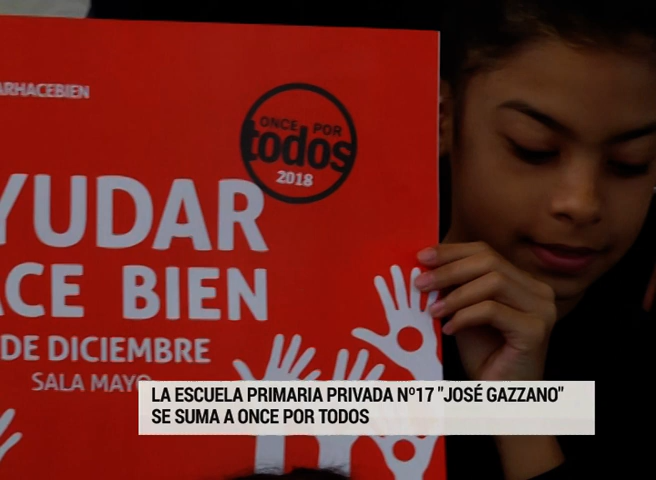 ARHACEBIEN
ONCE POR
todos
2018
YUDAR
ACE BIEN
DE DICIEMBRE
SALA MAYO
LA ESCUELA PRIMARIA PRIVADA Nº17 "JOSÉ GAZZANO"
SE SUMA A ONCE POR TODOS